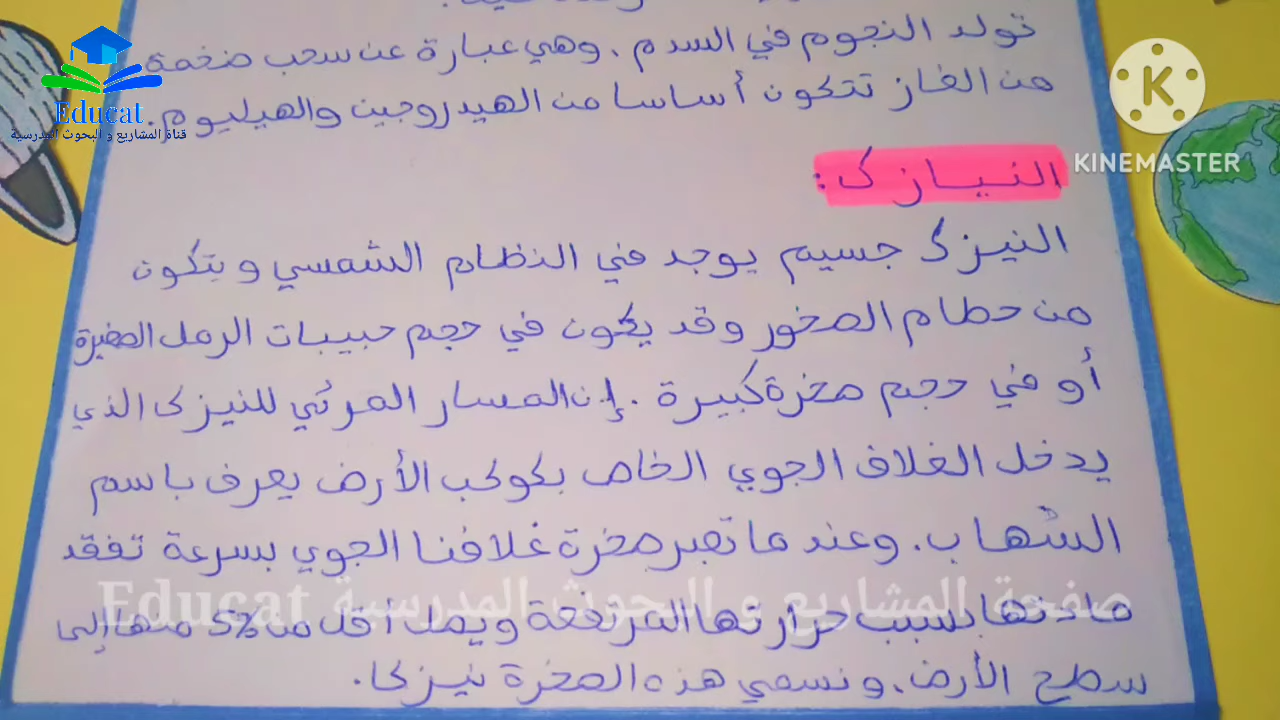 تولد النجوم في السدم. وهي عبارة عن سحب ضخمة
من الغاز تتكون أساسا من الهيدروجين والهيليوم.
النيازك:
النيزك جسيم يوجد في النظام الشمسي ويتكون
من حطام الصخور وقد يكون في حجم حبيبات الرمل الصغيرة
أو في حجم صخرة كبيرة. إن المسار المرئي للنيزك الذي
يدخل الغلاف الجوي الخاص بكوكب الأرض يعرف باسم
الشهاب. وعند ما تعبر صخرة غلافنا الجوي بسرعة تفقد
مادتها بسبب حرارتها المرتفعة ويصل أقل من 5% منها إلى
سطح الأرض. ونسمي هذه الصخرة نيزكا.
Educat
قناة المشاريع و البحوث المدرسية
KINEMASTER
صفحة المشاريع و البحوث المدرسية Educat